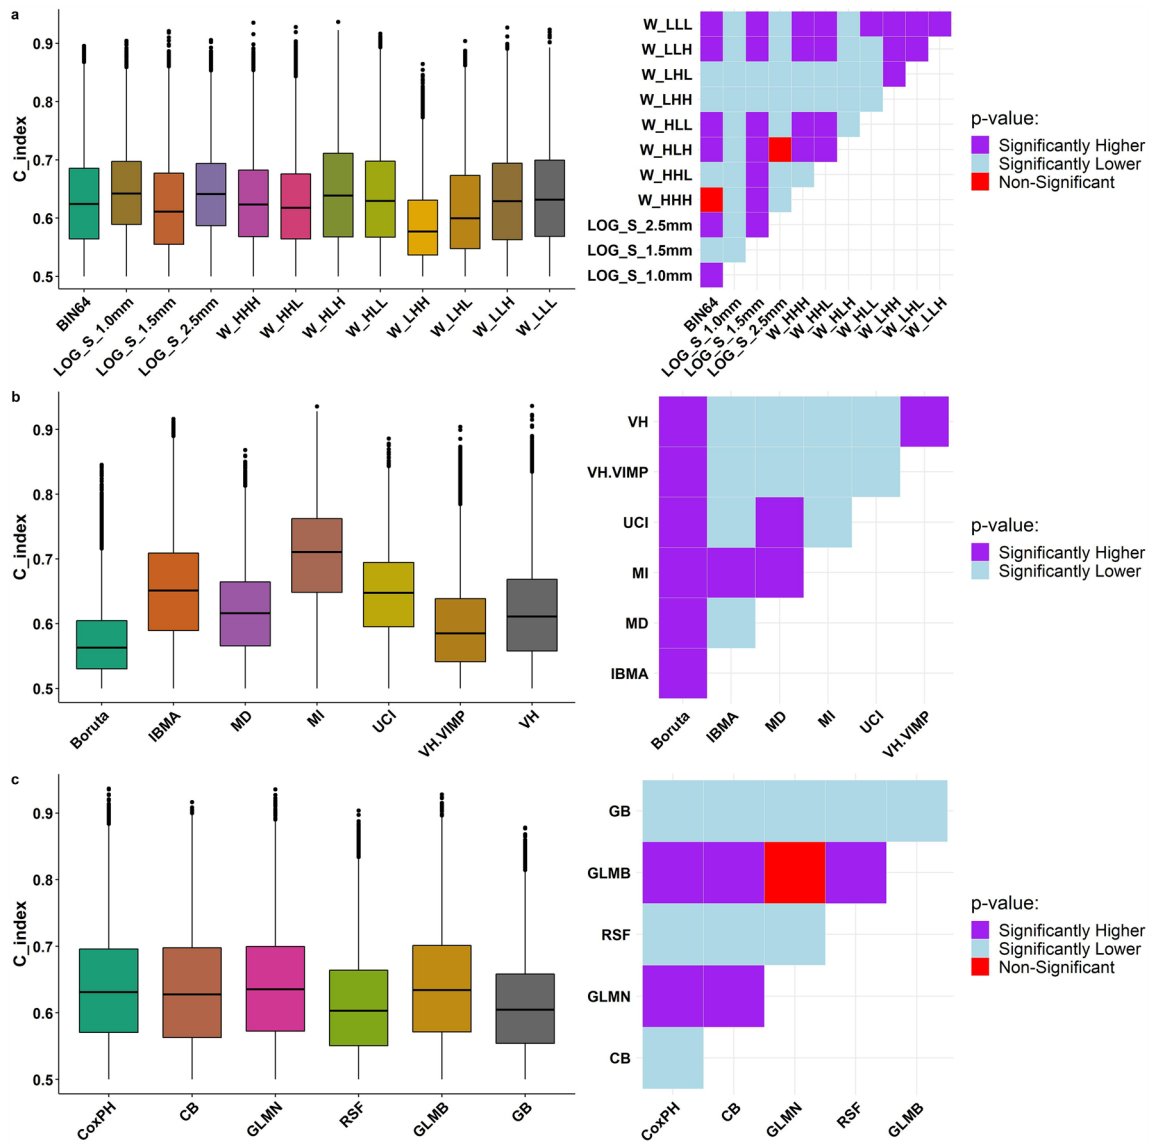 a
C_index
0.9
0.8
0.7
0.6
0.5
BIN64
LOG_S_1.0mm
LOG_S_1.5mm
LOG_S_2.5mm
W_HHH
W_HHL
W_HLH
W_HLL
W_LHH
W_LHL
W_LLH
W_LLL
W_LLL
W_LLH
W_LHL
W_LHH
W_HLL
W_HLH
W_HHL
W_HHH
LOG_S_2.5mm
LOG_S_1.5mm
LOG_S_1.0mm
BIN64
LOG_S_1.0mm
LOG_S_1.5mm
LOG_S_2.5mm
W_HHH
W_HHL
W_HLH
W_HLL
W_LHH
W_LHL
W_LLH
p-value:
Significantly Higher
Significantly Lower
Non-Significant
b
C_index
0.9
0.8
0.7
0.6
0.5
Boruta
IBMA
MD
MI
UCI
VH.VIMP
VH
VH
VH.VIMP
UCI
MI
MD
IBMA
Boruta
IBMA
MD
MI
UCI
VH.VIMP
p-value:
Significantly Higher
Significantly Lower
c
C_index
0.9
0.8
0.7
0.6
0.5
CoxPH
CB
GLMN
RSF
GLMB
GB
GB
GLMB
RSF
GLMN
CB
CoxPH
CB
GLMN
RSF
GLMB
p-value:
Significantly Higher
Significantly Lower
Non-Significant